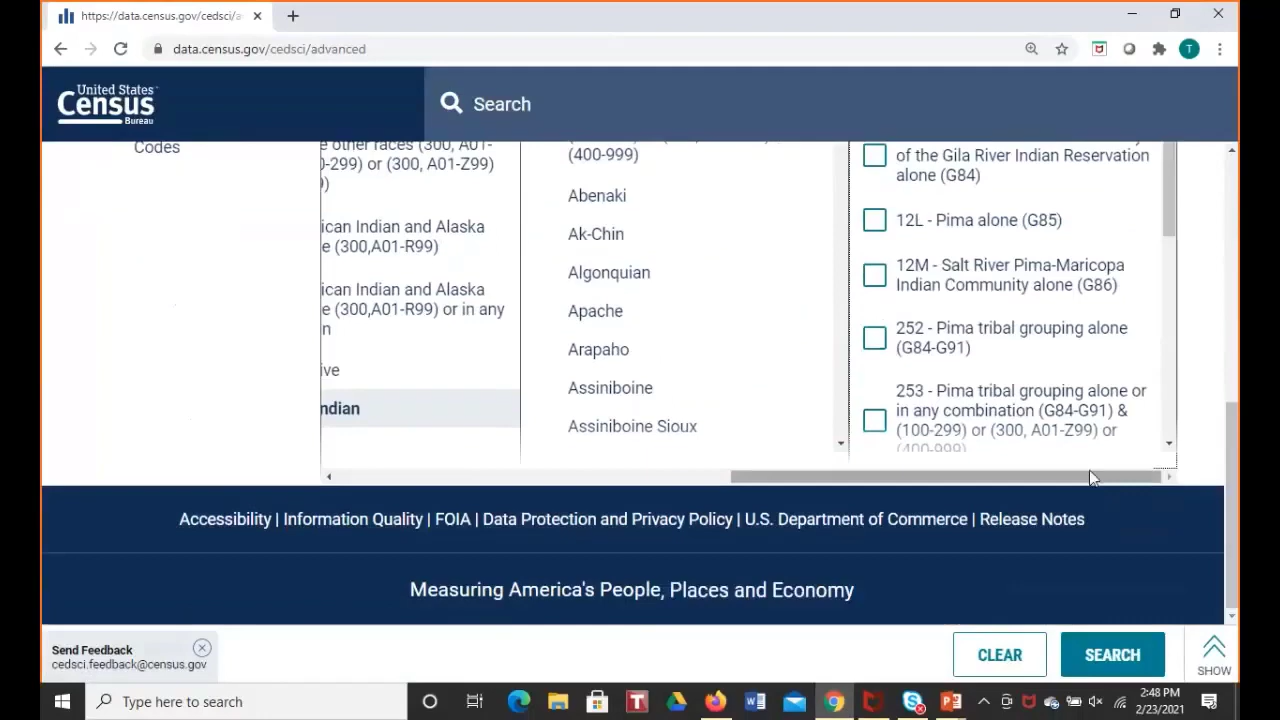 https://data.census.gov/cedsci/a
data.census.gov/cedsci/advanced
T
United States
Census
Bureau
Search
Codes
e other races (300, A01-
0-299) or (300, A01-Z99)
9)
ican Indian and Alaska
e (300,A01-R99)
ican Indian and Alaska
e (300,A01-R99) or in any
n
ive
ndian
(400-999)
Abenaki
Ak-Chin
Algonquian
Apache
Arapaho
Assiniboine
Assiniboine Sioux
of the Gila River Indian Reservation
alone (G84)
12L - Pima alone (G85)
12M - Salt River Pima-Maricopa
Indian Community alone (G86)
252 - Pima tribal grouping alone
(G84-G91)
253 - Pima tribal grouping alone or
in any combination (G84-G91) &
(100-299) or (300, A01-Z99) or
(400-999)
Accessibility | Information Quality | FOIA | Data Protection and Privacy Policy | U.S. Department of Commerce | Release Notes
Measuring America's People, Places and Economy
Send Feedback
cedsci.feedback@census.gov
CLEAR
SEARCH
SHOW
Type here to search
2:48 PM
2/23/2021